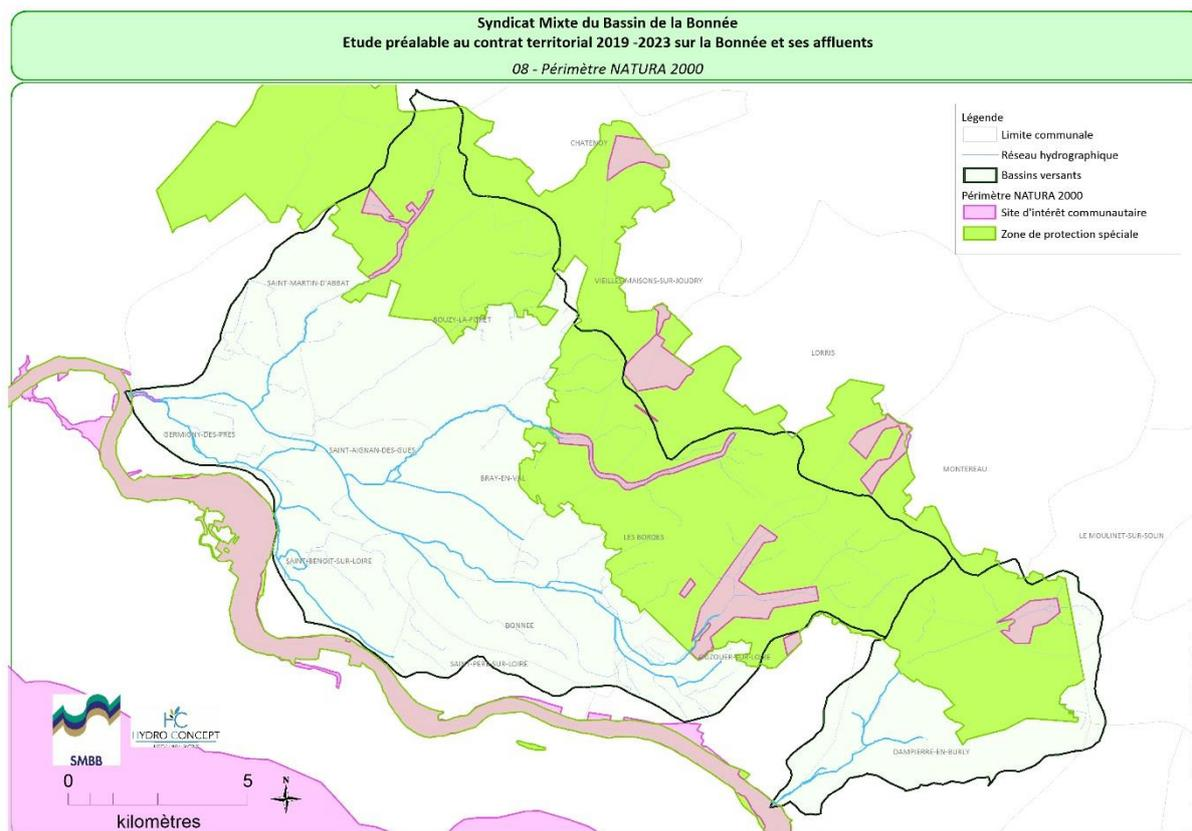 Syndicat Mixte du Bassin de la Bonnée
Etude préalable au contrat territorial 2019 -2023 sur la Bonnée et ses affluents
08 - Périmètre NATURA 2000
Légende
Limite communale
Réseau hydrographique
Bassins versants
Périmètre NATURA 2000
Site d'intérêt communautaire
Zone de protection spéciale
CHATENOY
SAINT-MARTIN-D'ABBAT
VIEILLES-MAISONS-SUR-JOUDRY
BOUZY-LA-FORÊT
LORRIS
GERMIGNY-DES-PRES
SAINT-AIGNAN-DES-GUES
MONTEREAU
BRAY-EN-VAL
LES BORDES
LE MOULINET-SUR-SOLIN
SAINT-BENOIT-SUR-LOIRE
BONNEE
SAINT-PERE-SUR-LOIRE
OUZOUER-SUR-LOIRE
DAMPIERRE-EN-BURLY
SMBB
HC
HYDRO CONCEPT
N
0 5
kilomètres